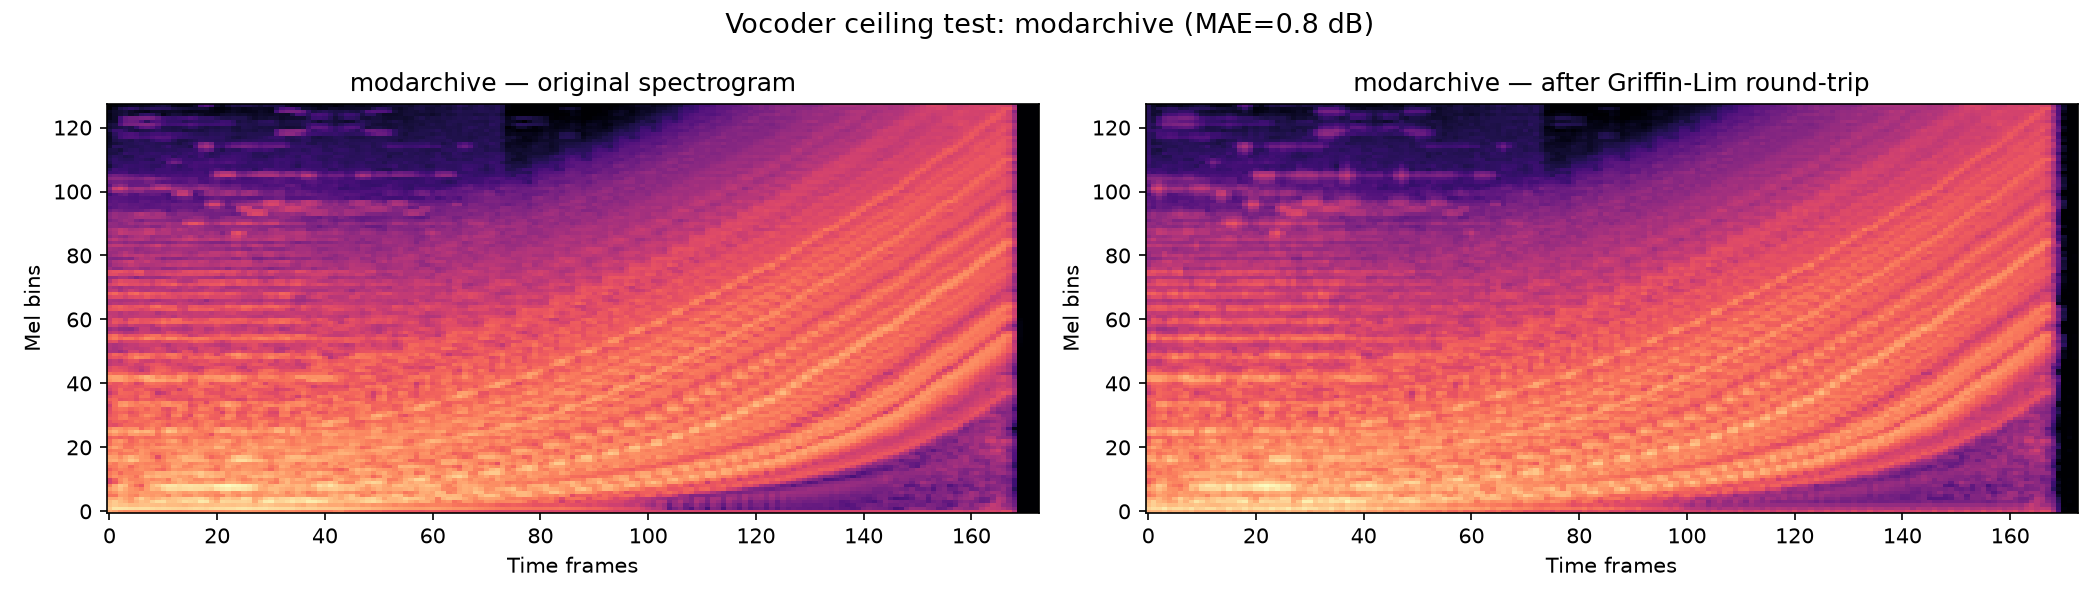 Vocoder ceiling test: modarchive (MAE=0.8 dB)
modarchive — original spectrogram
Mel bins
120
100
80
60
40
20
0
0 20 40 60 80 100 120 140 160
Time frames
modarchive — after Griffin-Lim round-trip
Mel bins
120
100
80
60
40
20
0
0 20 40 60 80 100 120 140 160
Time frames